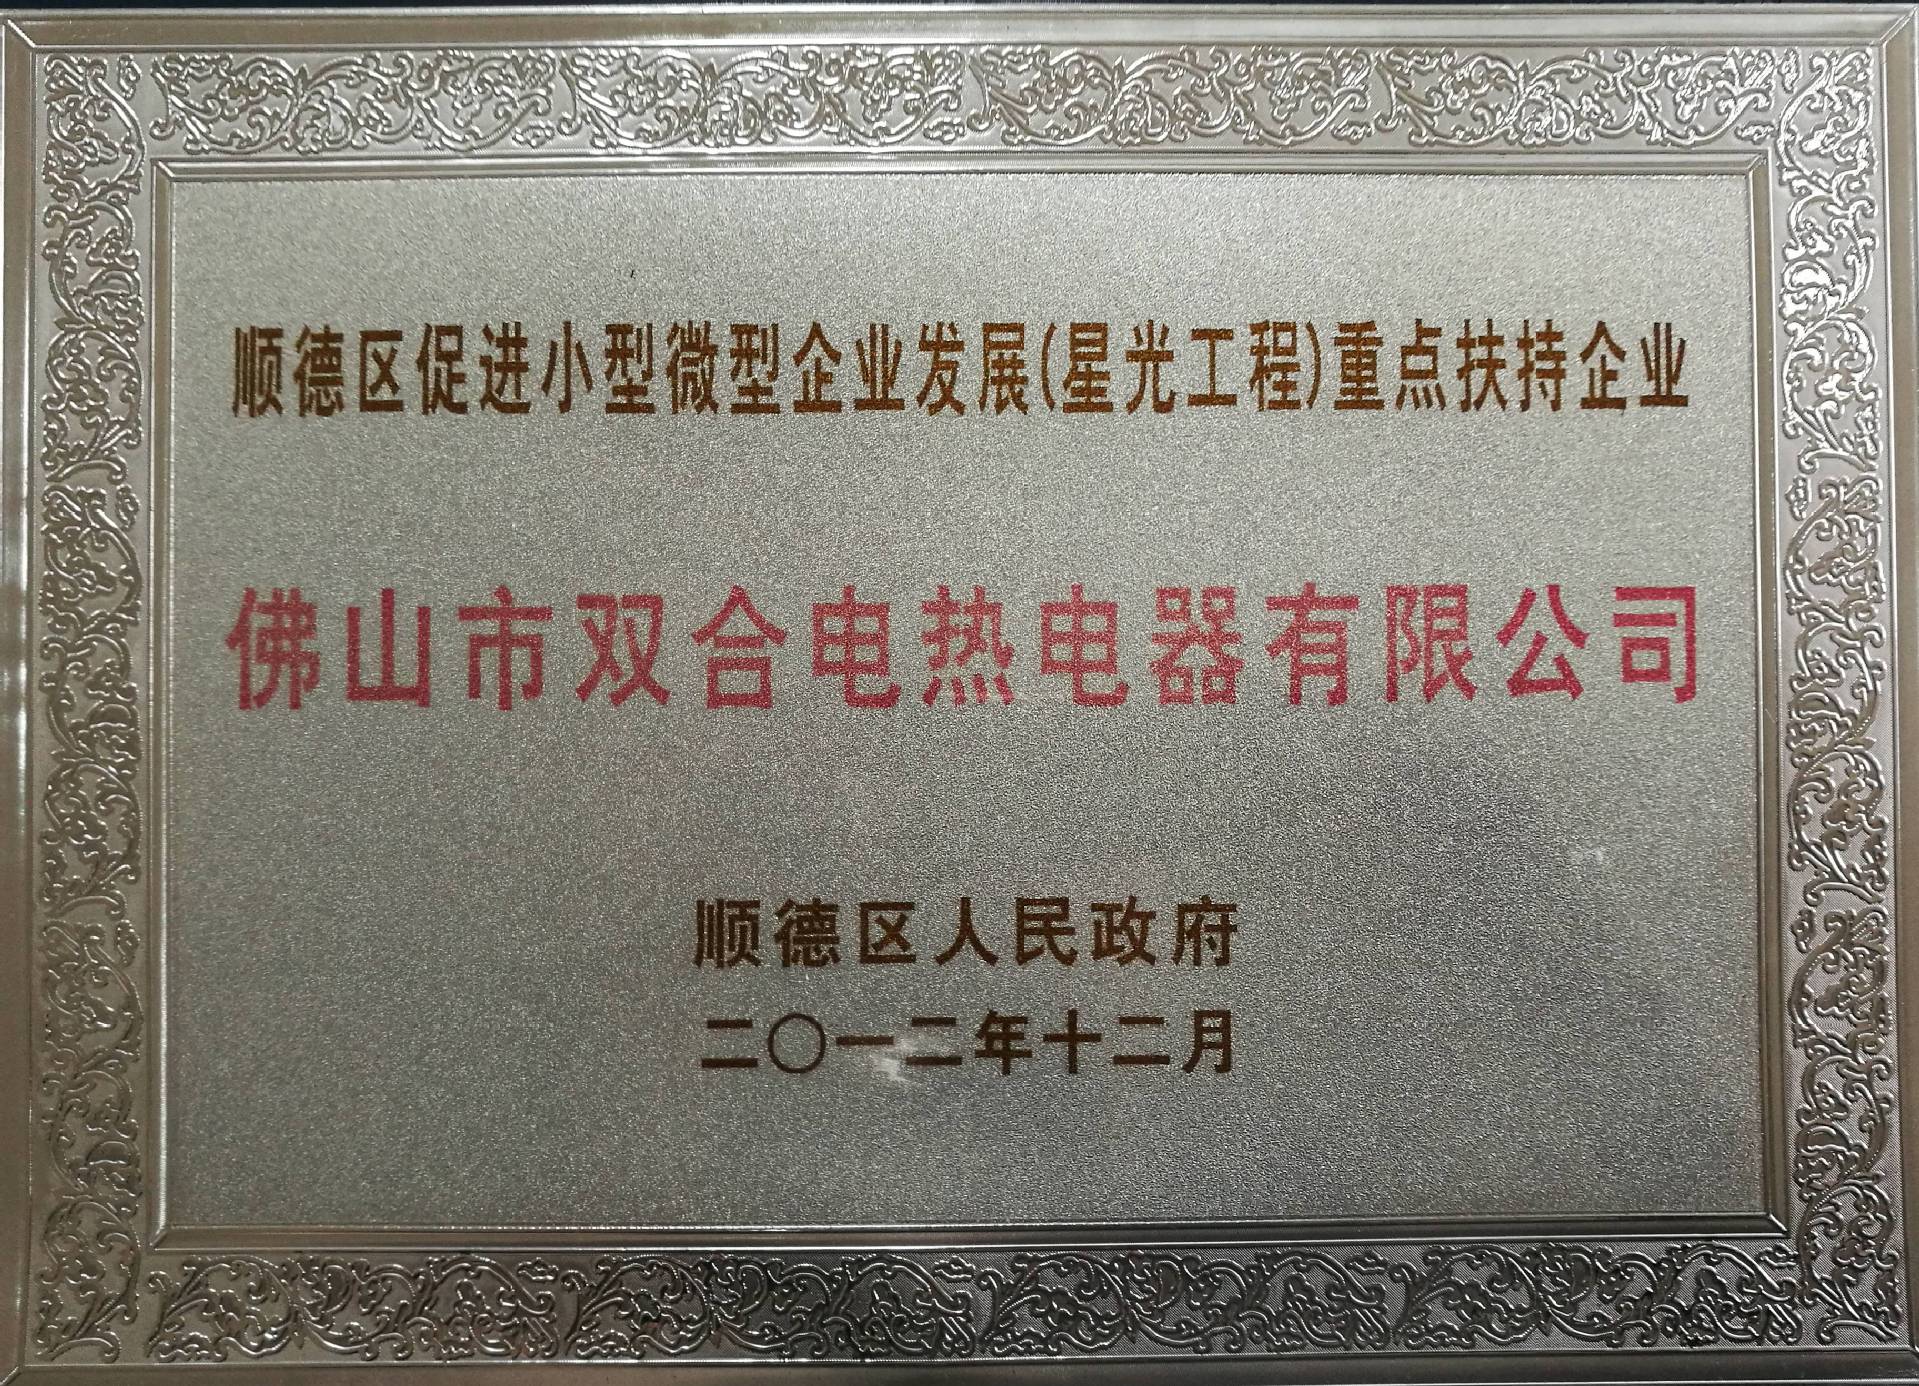 顺德区促进小型微型企业发展(星光工程)重点扶持企业
佛山市双合电热电器有限公司
顺德区人民政府
二〇一二年十二月